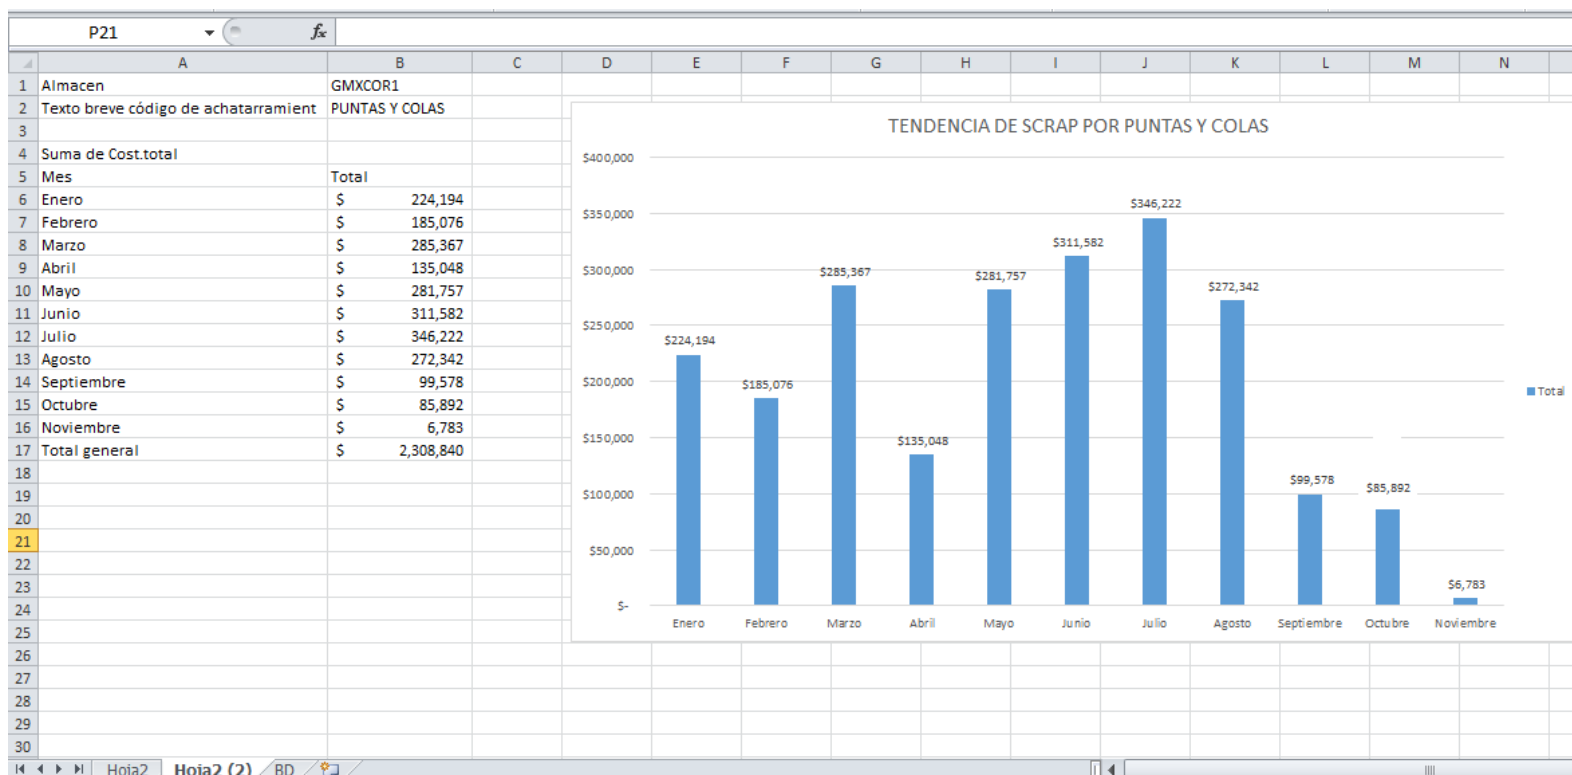 P21 fx
A B C D E F G H I J K L M N
1 Almacen GMXCOR1
2 Texto breve código de achatarramient PUNTAS Y COLAS
3
4 Suma de Cost.total
5 Mes Total
6 Enero $ 224,194
7 Febrero $ 185,076
8 Marzo $ 285,367
9 Abril $ 135,048
10 Mayo $ 281,757
11 Junio $ 311,582
12 Julio $ 346,222
13 Agosto $ 272,342
14 Septiembre $ 99,578
15 Octubre $ 85,892
16 Noviembre $ 6,783
17 Total general $ 2,308,840
18
19
20
21
22
23
24
25
26
27
28
29
30
TENDENCIA DE SCRAP POR PUNTAS Y COLAS
$400,000
$350,000
$300,000
$250,000
$200,000
$150,000
$100,000
$50,000
$-
$224,194
$185,076
$285,367
$135,048
$281,757
$311,582
$346,222
$272,342
$99,578
$85,892
$6,783
Enero Febrero Marzo Abril Mayo Junio Julio Agosto Septiembre Octubre Noviembre
Total
Hoja2 Hoja2 (2) BD